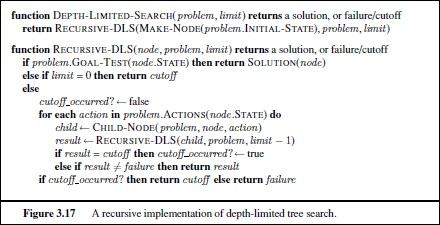 function DEPTH-LIMITED-SEARCH(problem, limit) returns a solution, or failure/cutoff
return RECURSIVE-DLS(MAKE-NODE(problem.INITIAL-STATE), problem, limit)
function RECURSIVE-DLS(node, problem, limit) returns a solution, or failure/cutoff
if problem.GOAL-TEST(node.STATE) then return SOLUTION(node)
else if limit = 0 then return cutoff
else
cutoff_occurred? ← false
for each action in problem.ACTIONS(node.STATE) do
child ← CHILD-NODE(problem, node, action)
result ← RECURSIVE-DLS(child, problem, limit − 1)
if result = cutoff then cutoff_occurred? ← true
else if result ≠ failure then return result
if cutoff_occurred? then return cutoff else return failure
Figure 3.17 A recursive implementation of depth-limited tree search.